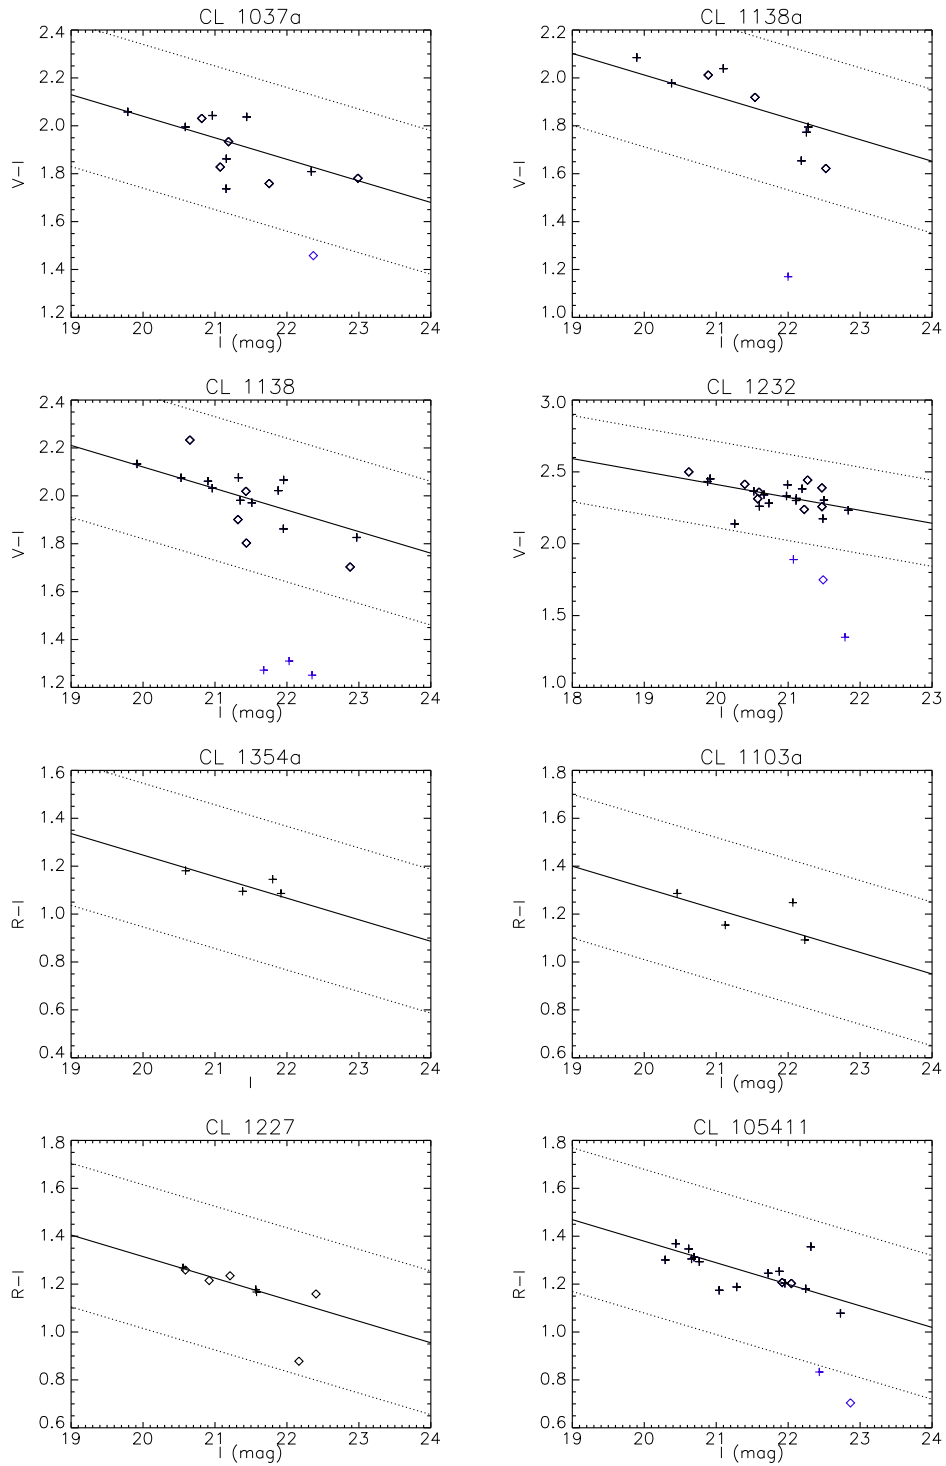 CL 1037a
2.4
2.2
2.0
1.8
1.6
1.4
1.2
V-I
19 20 21 22 23 24
I (mag)
CL 1138a
2.2
2.0
1.8
1.6
1.4
1.2
1.0
V-I
19 20 21 22 23 24
I (mag)
CL 1138
2.4
2.2
2.0
1.8
1.6
1.4
1.2
V-I
19 20 21 22 23 24
I (mag)
CL 1232
3.0
2.5
2.0
1.5
1.0
V-I
18 19 20 21 22 23
I (mag)
CL 1354a
1.6
1.4
1.2
1.0
0.8
0.6
0.4
R-I
19 20 21 22 23 24
I
CL 1103a
1.8
1.6
1.4
1.2
1.0
0.8
0.6
R-I
19 20 21 22 23 24
I (mag)
CL 1227
1.8
1.6
1.4
1.2
1.0
0.8
0.6
R-I
19 20 21 22 23 24
I (mag)
CL 105411
1.8
1.6
1.4
1.2
1.0
0.8
0.6
R-I
19 20 21 22 23 24
I (mag)